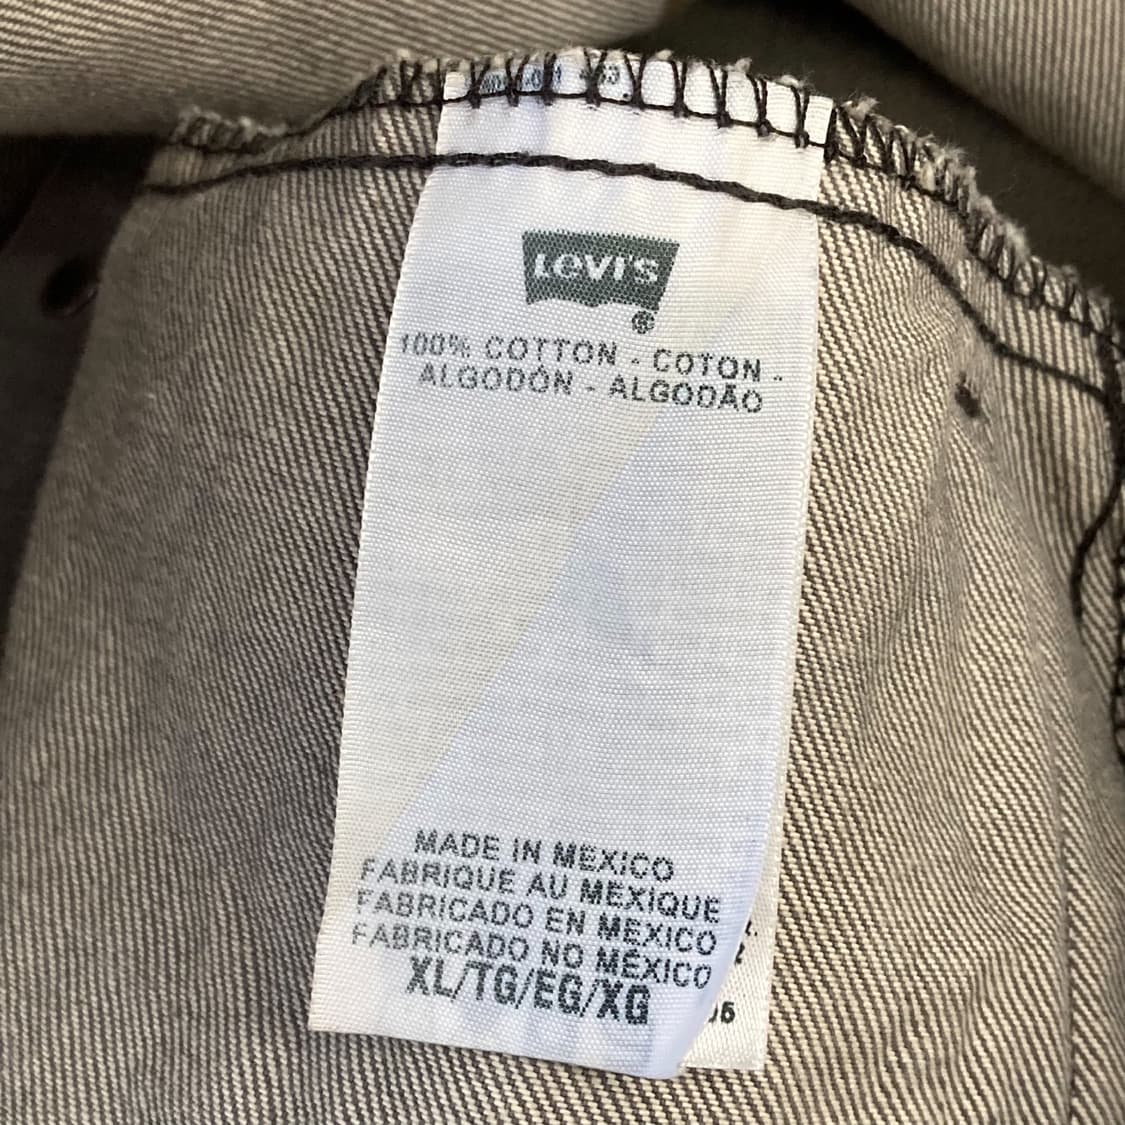 LEVI'S
®
100% COTTON - COTON -
ALGODÓN - ALGODÃO
MADE IN MEXICO
FABRIQUE AU MEXIQUE
FABRICADO EN MEXICO
FABRICADO NO MÉXICO
XL/TG/EG/XG